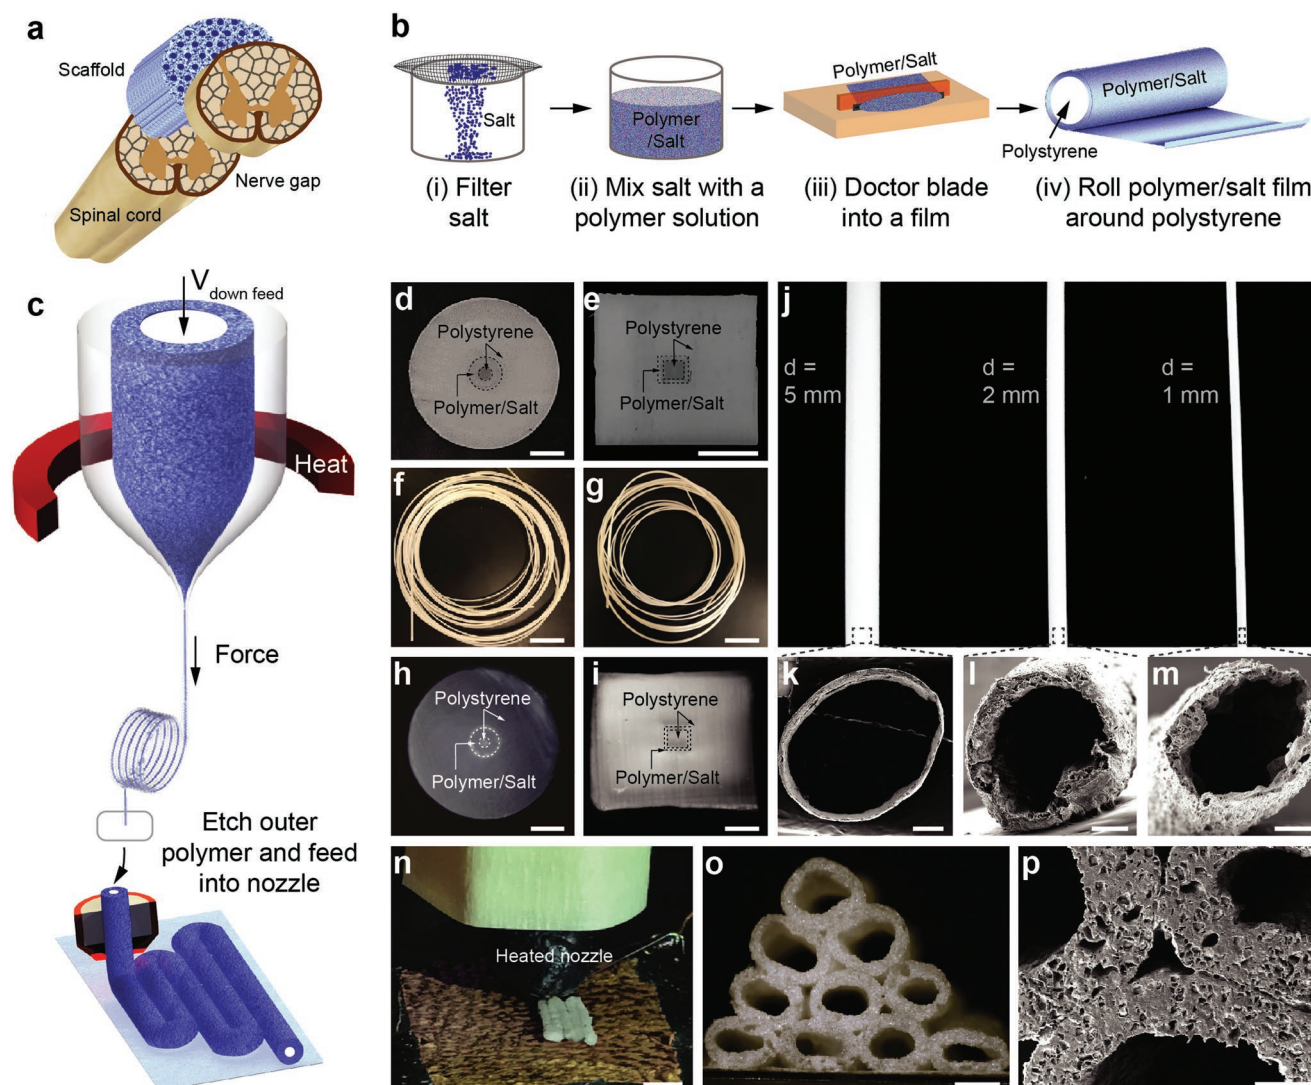 a
Scaffold
Nerve gap
Spinal cord
b
Salt
Polymer
/Salt
Polymer/Salt
Polymer/Salt
Polystyrene
(i) Filter
salt
(ii) Mix salt with a
polymer solution
(iii) Doctor blade
into a film
(iv) Roll polymer/salt film
around polystyrene
c
V down feed
Heat
Force
Etch outer
polymer and feed
into nozzle
d
Polystyrene
Polymer/Salt
e
Polystyrene
Polymer/Salt
f
g
h
Polystyrene
Polymer/Salt
i
Polystyrene
Polymer/Salt
j
d =
5 mm
d =
2 mm
d =
1 mm
k
l
m
n
Heated nozzle
o
p